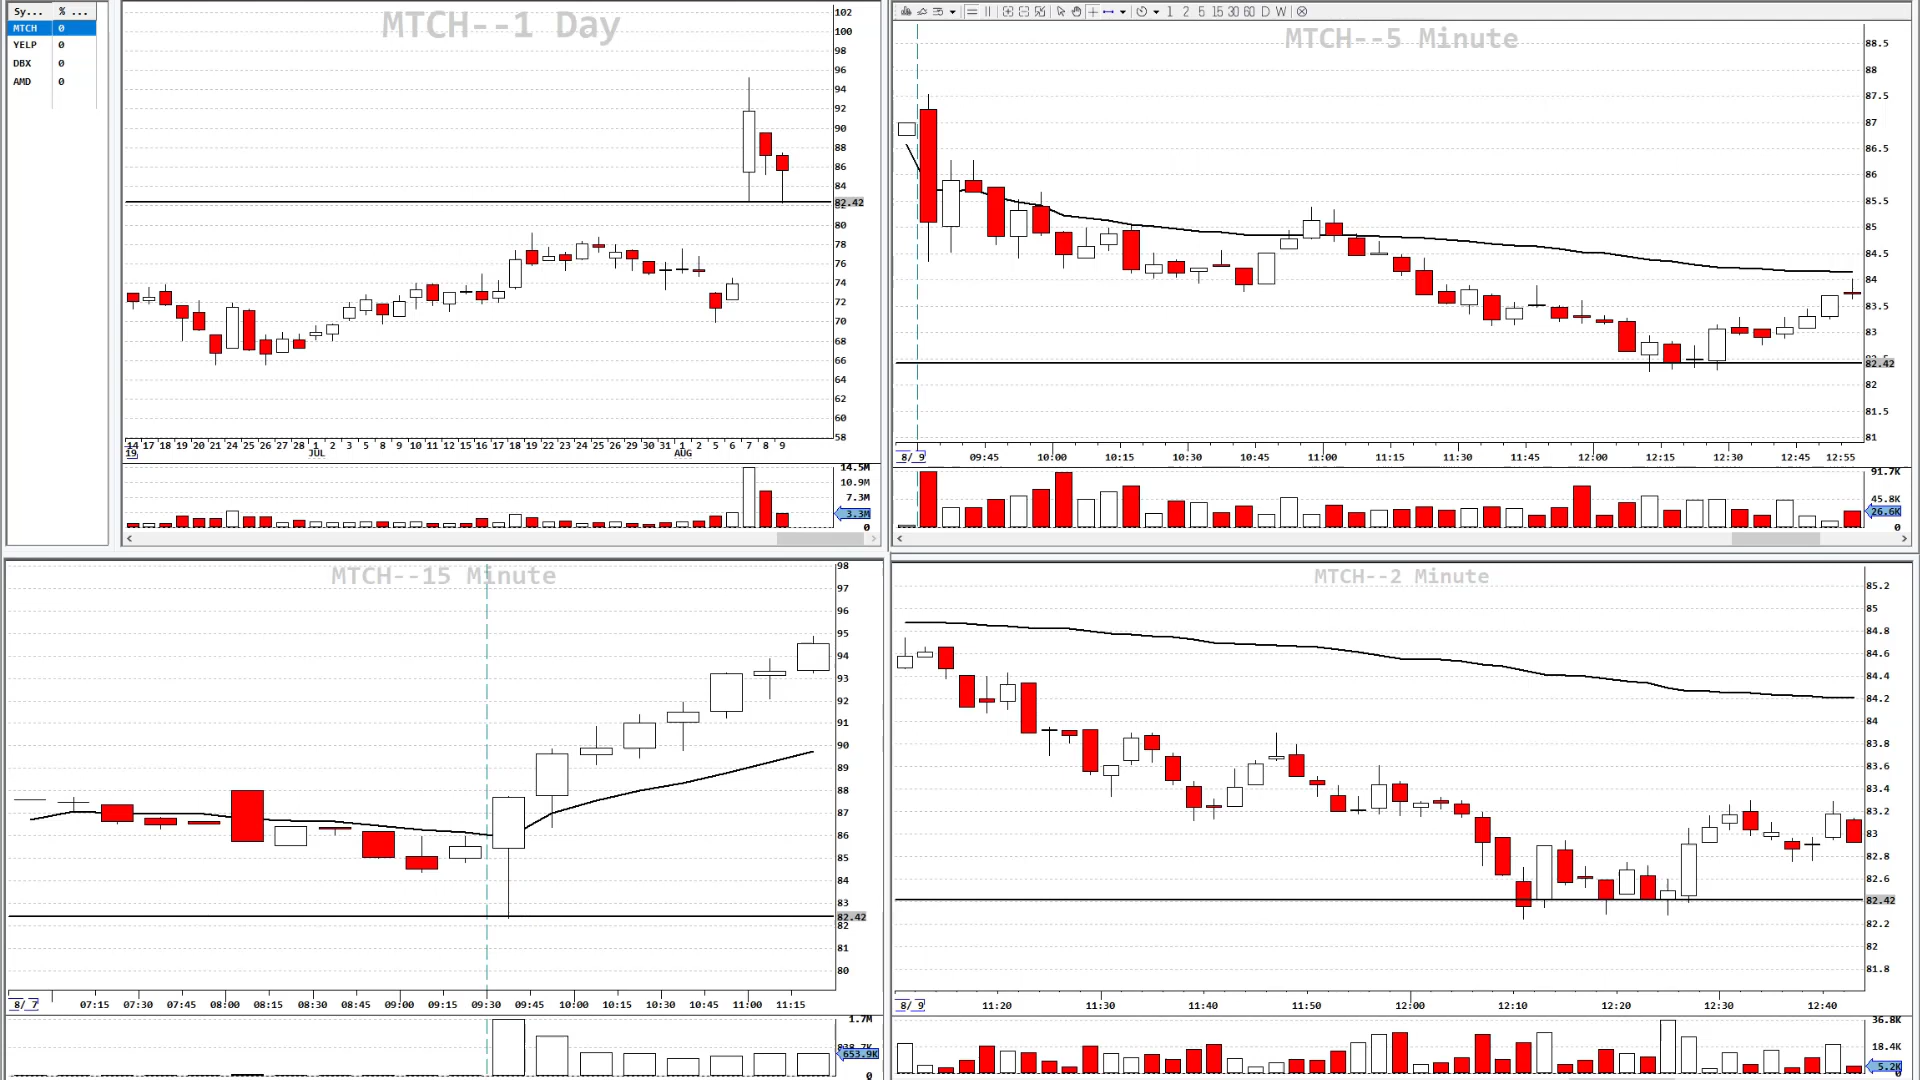 Sy... % ...
MTCH 0
YELP 0
DBX 0
AMD 0
MTCH--1 Day
102
100
98
96
94
92
90
88
86
84
82.42
80
78
76
74
72
70
68
66
64
62
60
58
14 17 18 19 20 21 24 25 26 27 28 1 2 3 5 8 9 10 11 12 15 16 17 18 19 22 23 24 25 26 29 30 31 1 2 5 6 7 8 9
19 JUL AUG
14.5M
10.9M
7.3M
3.3M
0
1 2 5 15 30 60 D W
MTCH--5 Minute
88.5
88
87.5
87
86.5
86
85.5
85
84.5
84
83.5
83
82.42
82
81.5
81
8/ 9 09:45 10:00 10:15 10:30 10:45 11:00 11:15 11:30 11:45 12:00 12:15 12:30 12:45 12:55
91.7K
45.8K
26.6K
0
MTCH--15 Minute
98
97
96
95
94
93
92
91
90
89
88
87
86
85
84
83
82.42
82
81
80
8/ 7 07:15 07:30 07:45 08:00 08:15 08:30 08:45 09:00 09:15 09:30 09:45 10:00 10:15 10:30 10:45 11:00 11:15
1.7M
653.9K
0
MTCH--2 Minute
85.2
85
84.8
84.6
84.4
84.2
84
83.8
83.6
83.4
83.2
83
82.8
82.6
82.42
82.2
82
81.8
8/ 9 11:20 11:30 11:40 11:50 12:00 12:10 12:20 12:30 12:40
36.8K
18.4K
5.2K